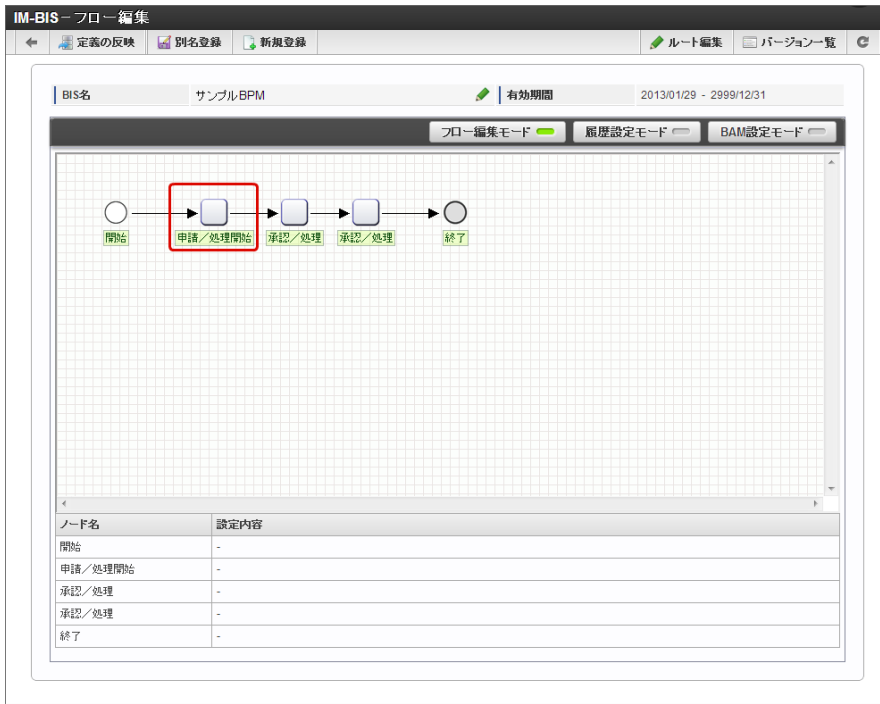 IM-BIS－フロー編集
定義の反映 別名登録 新規登録 ルート編集 バージョン一覧
BIS名 サンプルBPM 有効期間 2013/01/29 - 2999/12/31
フロー編集モード 履歴設定モード BAM設定モード
開始 申請／処理開始 承認／処理 承認／処理 終了
ノード名 設定内容
開始 -
申請／処理開始 -
承認／処理 -
承認／処理 -
終了 -